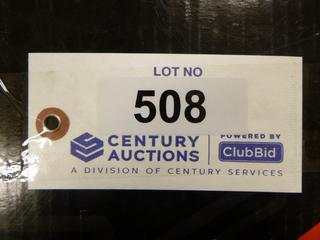 LOT NO
508
CENTURY
AUCTIONS
POWERED BY
ClubBid
A DIVISION OF CENTURY SERVICES